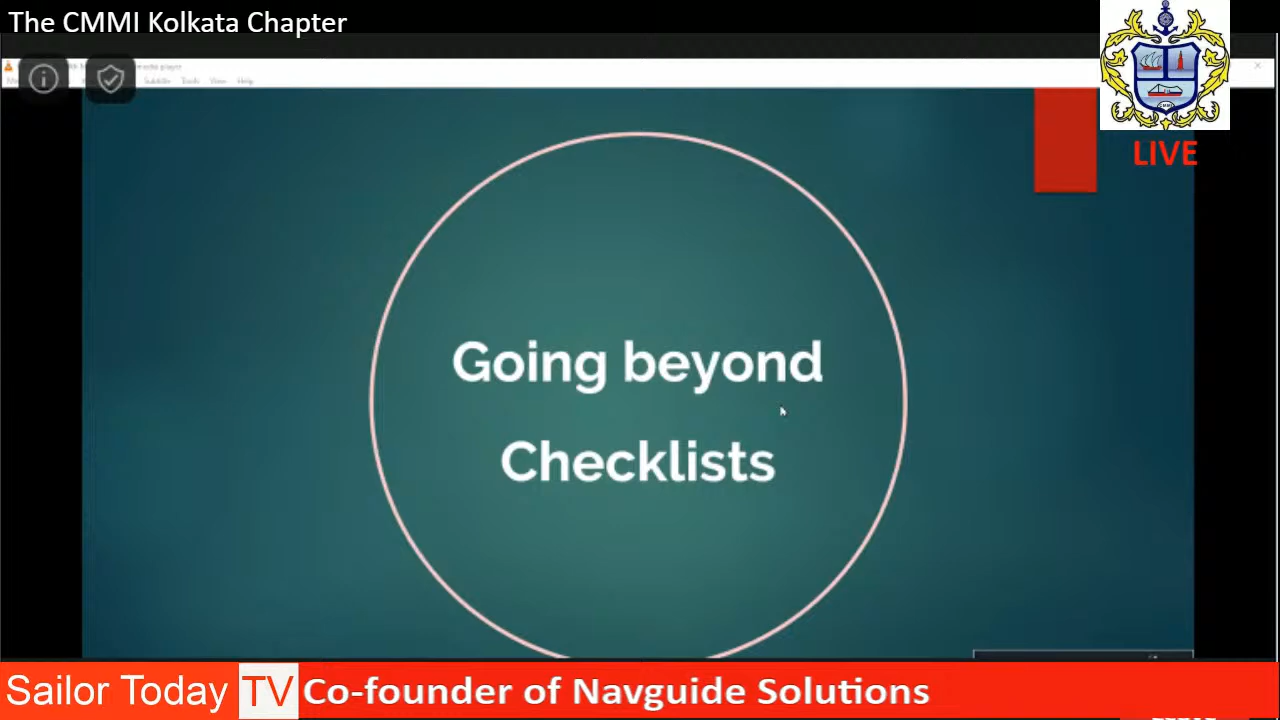 The CMMI Kolkata Chapter
LIVE
Subtitle Tools View Help
Going beyond
Checklists
Sailor Today TV Co-founder of Navguide Solutions